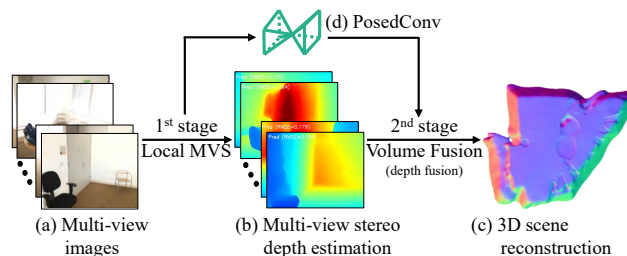 (d) PosedConv
1st stage
Local MVS
2nd stage
Volume Fusion
(depth fusion)
(a) Multi-view
images
(b) Multi-view stereo
depth estimation
(c) 3D scene
reconstruction